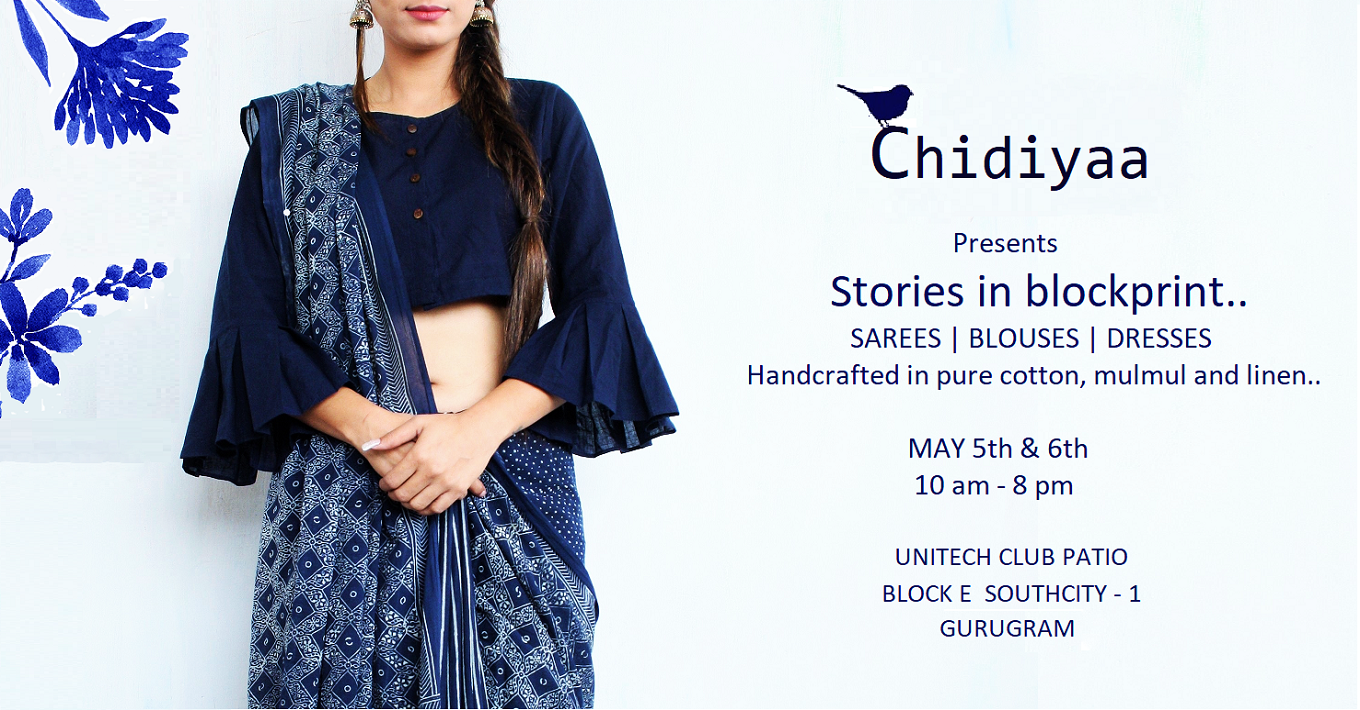 Chidiyaa
Presents
Stories in blockprint..
SAREES | BLOUSES | DRESSES
Handcrafted in pure cotton, mulmul and linen..
MAY 5th & 6th
10 am - 8 pm
UNITECH CLUB PATIO
BLOCK E SOUTHCITY - 1
GURUGRAM